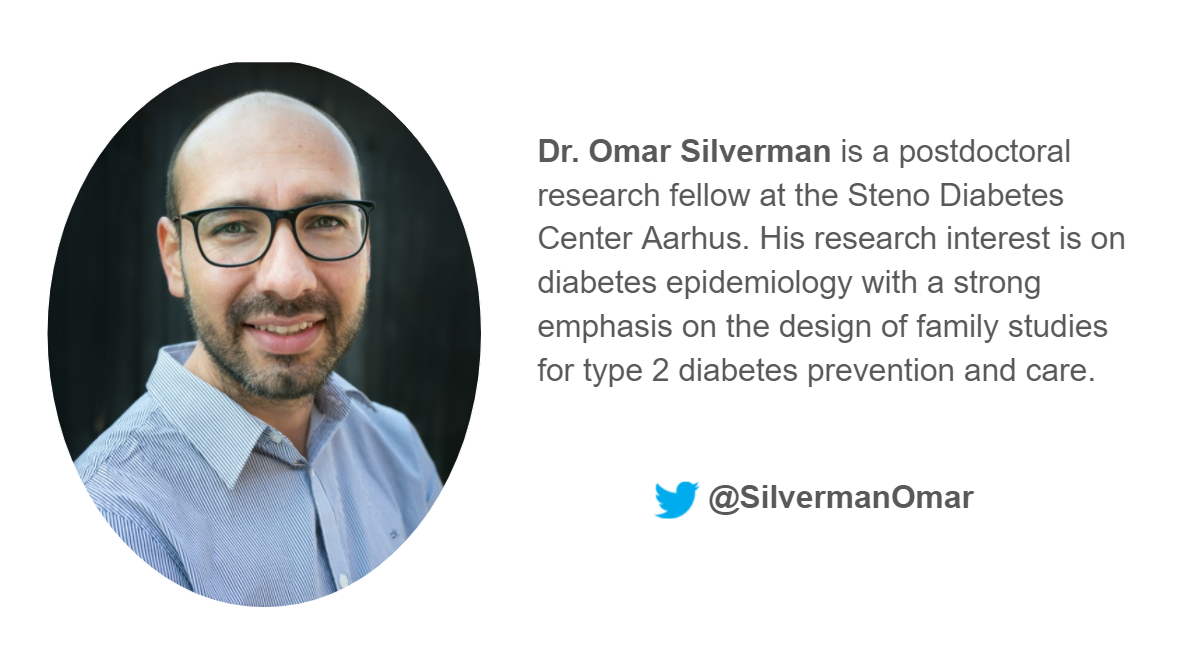 Dr. Omar Silverman is a postdoctoral
research fellow at the Steno Diabetes
Center Aarhus. His research interest is on
diabetes epidemiology with a strong
emphasis on the design of family studies
for type 2 diabetes prevention and care.
@SilvermanOmar